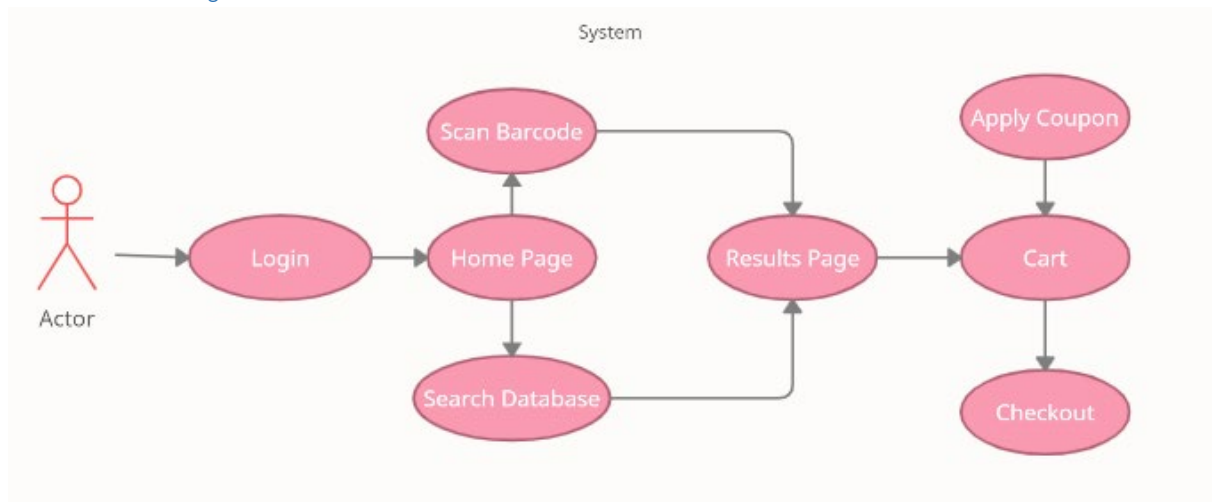 System
Scan Barcode
Apply Coupon
Login
Home Page
Results Page
Cart
Actor
Search Database
Checkout